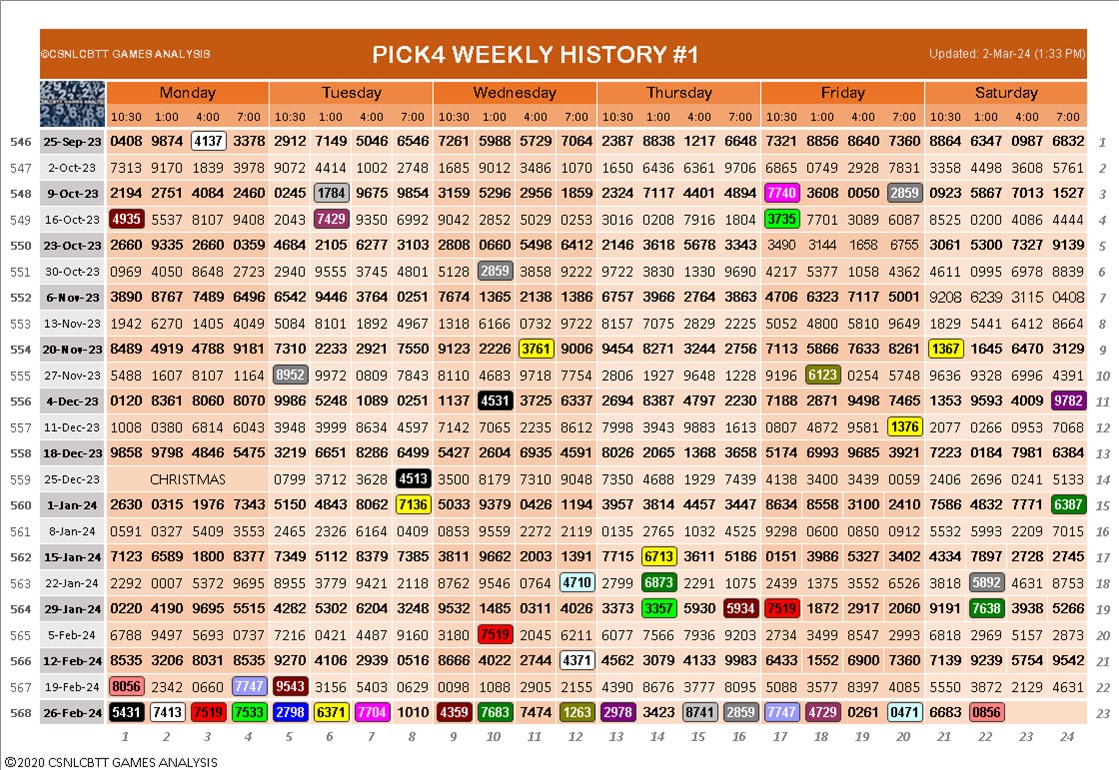 ©CSNLCBTT GAMES ANALYSIS PICK4 WEEKLY HISTORY #1 Updated: 2-Mar-24 (1:33 PM)
Monday Tuesday Wednesday Thursday Friday Saturday
10:30 1:00 4:00 7:00 10:30 1:00 4:00 7:00 10:30 1:00 4:00 7:00 10:30 1:00 4:00 7:00 10:30 1:00 4:00 7:00 10:30 1:00 4:00 7:00
546 25-Sep-23 0408 9874 4137 3378 2912 7149 5046 6546 7261 5988 5729 7064 2387 8838 1217 6648 7321 8856 8640 7360 8864 6347 0987 6832 1
547 2-Oct-23 7313 9170 1839 3978 9072 4414 1002 2748 1685 9012 3486 1070 1650 6436 6361 9706 6865 0749 2928 7831 3358 4498 3608 5761 2
548 9-Oct-23 2194 2751 4084 2460 0245 1784 9675 9854 3159 5296 2956 1859 2324 7117 4401 4894 7740 3608 0050 2859 0923 5867 7013 1527 3
549 16-Oct-23 4935 5537 8107 9408 2043 7429 9350 6992 9042 2852 5029 0253 3016 0208 7916 1804 3735 7701 3089 6087 8525 0200 4086 4444 4
550 23-Oct-23 2660 9335 2660 0359 4684 2105 6277 3103 2808 0660 5498 6412 2146 3618 5678 3343 3490 3144 1658 6755 3061 5300 7327 9139 5
551 30-Oct-23 0969 4050 8648 2723 2940 9555 3745 4801 5128 2859 3858 9222 9722 3830 1330 9690 4217 5377 1058 4362 4611 0995 6978 8839 6
552 6-Nov-23 3890 8767 7489 6496 6542 9446 3764 0251 7674 1365 2138 1386 6757 3966 2764 3863 4706 6323 7117 5001 9208 6239 3115 0408 7
553 13-Nov-23 1942 6270 1405 4049 5084 8101 1892 4967 1318 6166 0732 9722 8157 7075 2829 2225 5052 4800 5810 9649 1829 5441 6412 8664 8
554 20-Nov-23 8489 4919 4788 9181 7310 2233 2921 7550 9123 2226 3761 9006 9454 8271 3244 2756 7113 5866 7633 8261 1367 1645 6470 3129 9
555 27-Nov-23 5488 1607 8107 1164 8952 9972 0809 7843 8110 4683 9718 7754 2806 1927 9648 1228 9196 6123 0254 5748 9636 9328 6996 4391 10
556 4-Dec-23 0120 8361 8060 8070 9986 5248 1089 0251 1137 4531 3725 6337 2694 8387 4797 2230 7188 2871 9498 7465 1353 9593 4009 9782 11
557 11-Dec-23 1008 0380 6814 6043 3948 3999 8634 4597 7142 7065 2235 8612 7998 3943 9883 1613 0807 4872 9581 1376 2077 0266 0953 7068 12
558 18-Dec-23 9858 9798 4846 5475 3219 6651 8286 6499 5427 2604 6935 4591 8026 2065 1368 3658 5174 6993 9685 3921 7223 0184 7981 6384 13
559 25-Dec-23 CHRISTMAS 0799 3712 3628 4513 3500 8179 7310 9048 7350 4688 1929 7439 4138 3400 3439 0059 2406 2696 0241 5133 14
560 1-Jan-24 2630 0315 1976 7343 5150 4843 8062 7136 5033 9379 0426 1194 3957 3814 4457 3447 8634 8558 3100 2410 7586 4832 7771 6387 15
561 8-Jan-24 0591 0327 5409 3553 2465 2326 6164 0409 0853 9559 2272 2119 0135 2765 1032 4525 9298 0600 0850 0912 5532 5993 2209 7015 16
562 15-Jan-24 7123 6589 1800 8377 7349 5112 8379 7385 3811 9662 2003 1391 7715 6713 3611 5186 0151 3986 5327 3402 4334 7897 2728 2745 17
563 22-Jan-24 2292 0007 5372 9695 8955 3779 9421 2118 8762 9546 0764 4710 2799 6873 2291 1075 2439 1375 3552 6526 3818 5892 4631 8753 18
564 29-Jan-24 0220 4190 9695 5515 4282 5302 6204 3248 9532 1485 0311 4026 3373 3357 5930 5934 7519 1872 2917 2060 9191 7638 3938 5266 19
565 5-Feb-24 6788 9497 5693 0737 7216 0421 4487 9160 3180 7519 2045 6211 6077 7566 7936 9203 2734 3499 8547 2993 6818 2969 5157 2873 20
566 12-Feb-24 8535 3206 8031 8535 9270 4106 2939 0516 8666 4022 2744 4371 4562 3079 4133 9983 6433 1552 6900 7360 7139 9239 5754 9542 21
567 19-Feb-24 8056 2342 0660 7747 9543 3156 5403 0629 0098 1088 2905 2155 4390 8676 3777 8095 5088 3577 8397 4085 5550 3872 2129 4631 22
568 26-Feb-24 5431 7413 7519 7533 2798 6371 7704 1010 4359 7683 7474 1263 2978 3423 8741 2859 7747 4729 0261 0471 6683 0856 23
1 2 3 4 5 6 7 8 9 10 11 12 13 14 15 16 17 18 19 20 21 22 23 24
©2020 CSNLCBTT GAMES ANALYSIS